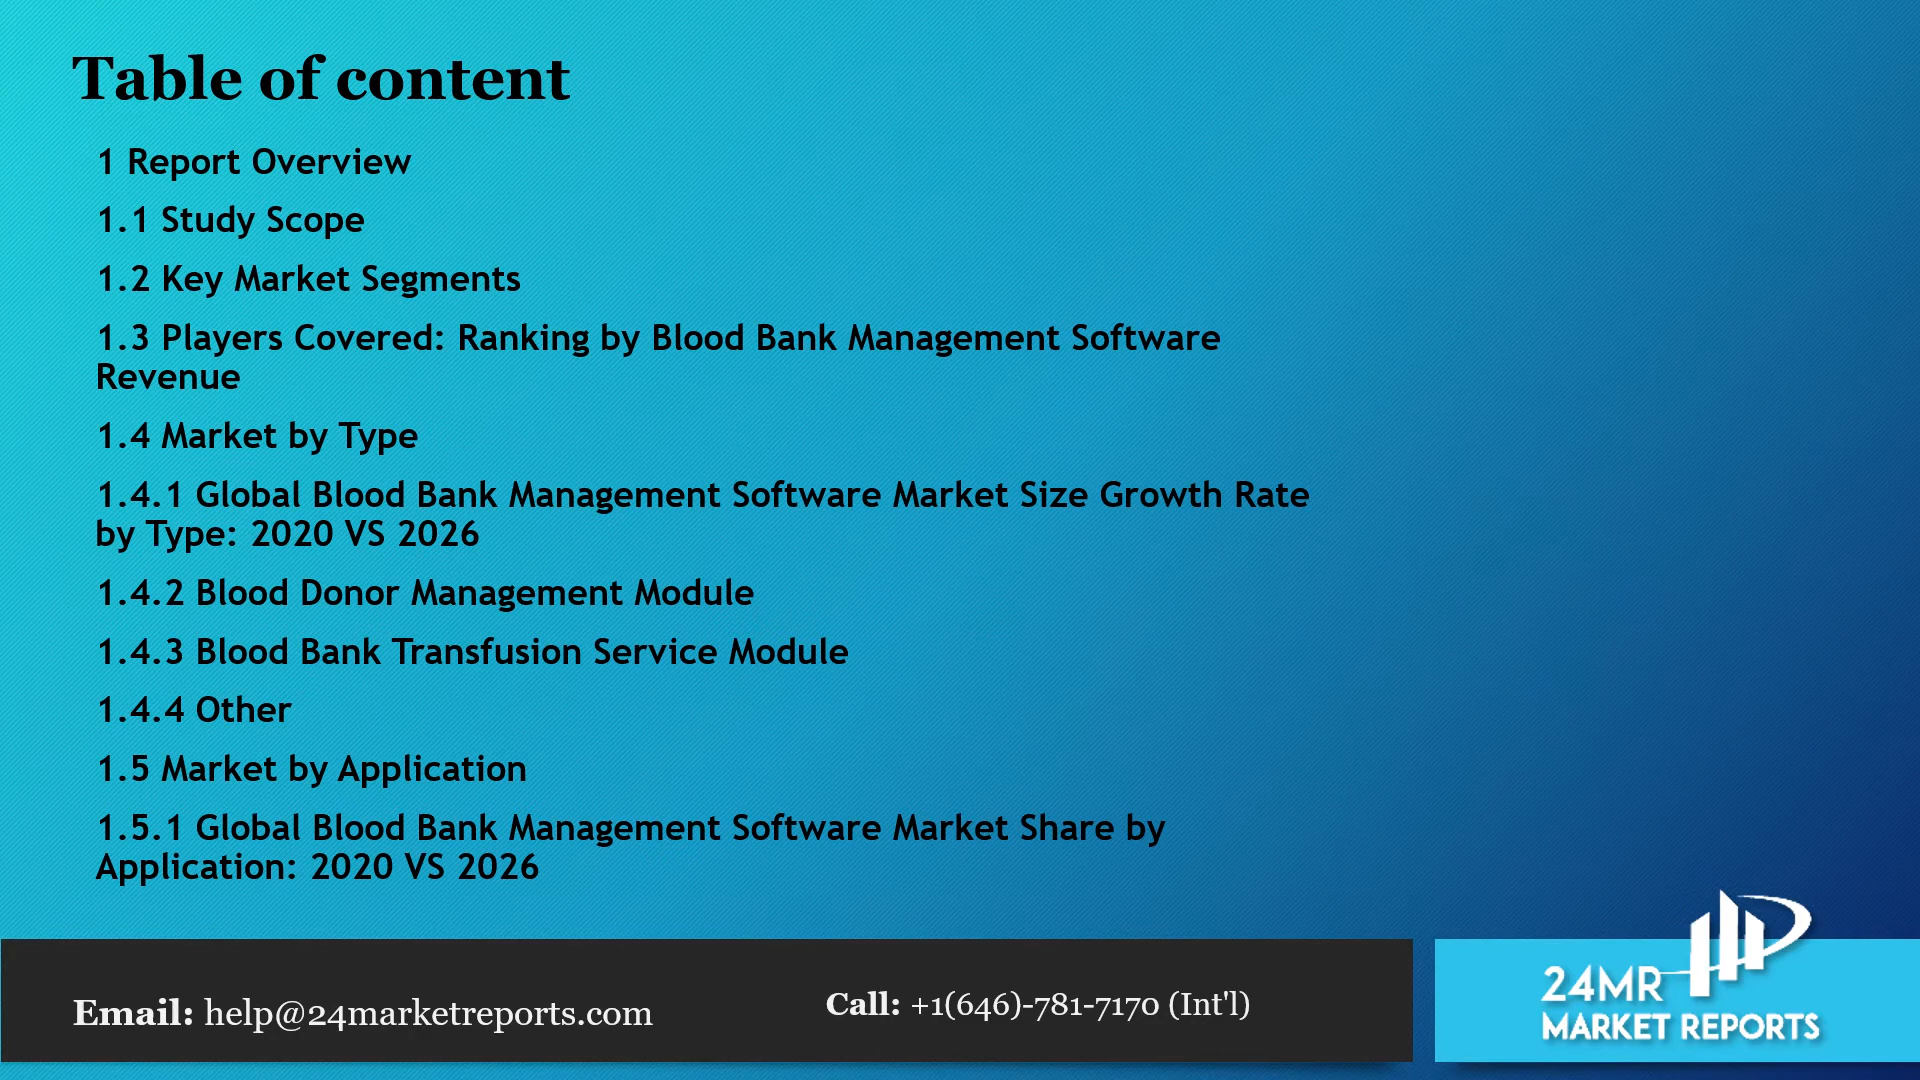 Table of content
1 Report Overview
1.1 Study Scope
1.2 Key Market Segments
1.3 Players Covered: Ranking by Blood Bank Management Software
Revenue
1.4 Market by Type
1.4.1 Global Blood Bank Management Software Market Size Growth Rate
by Type: 2020 VS 2026
1.4.2 Blood Donor Management Module
1.4.3 Blood Bank Transfusion Service Module
1.4.4 Other
1.5 Market by Application
1.5.1 Global Blood Bank Management Software Market Share by
Application: 2020 VS 2026
Email: help@24marketreports.com
Call: +1(646)-781-7170 (Int'l)
24MR
MARKET REPORTS